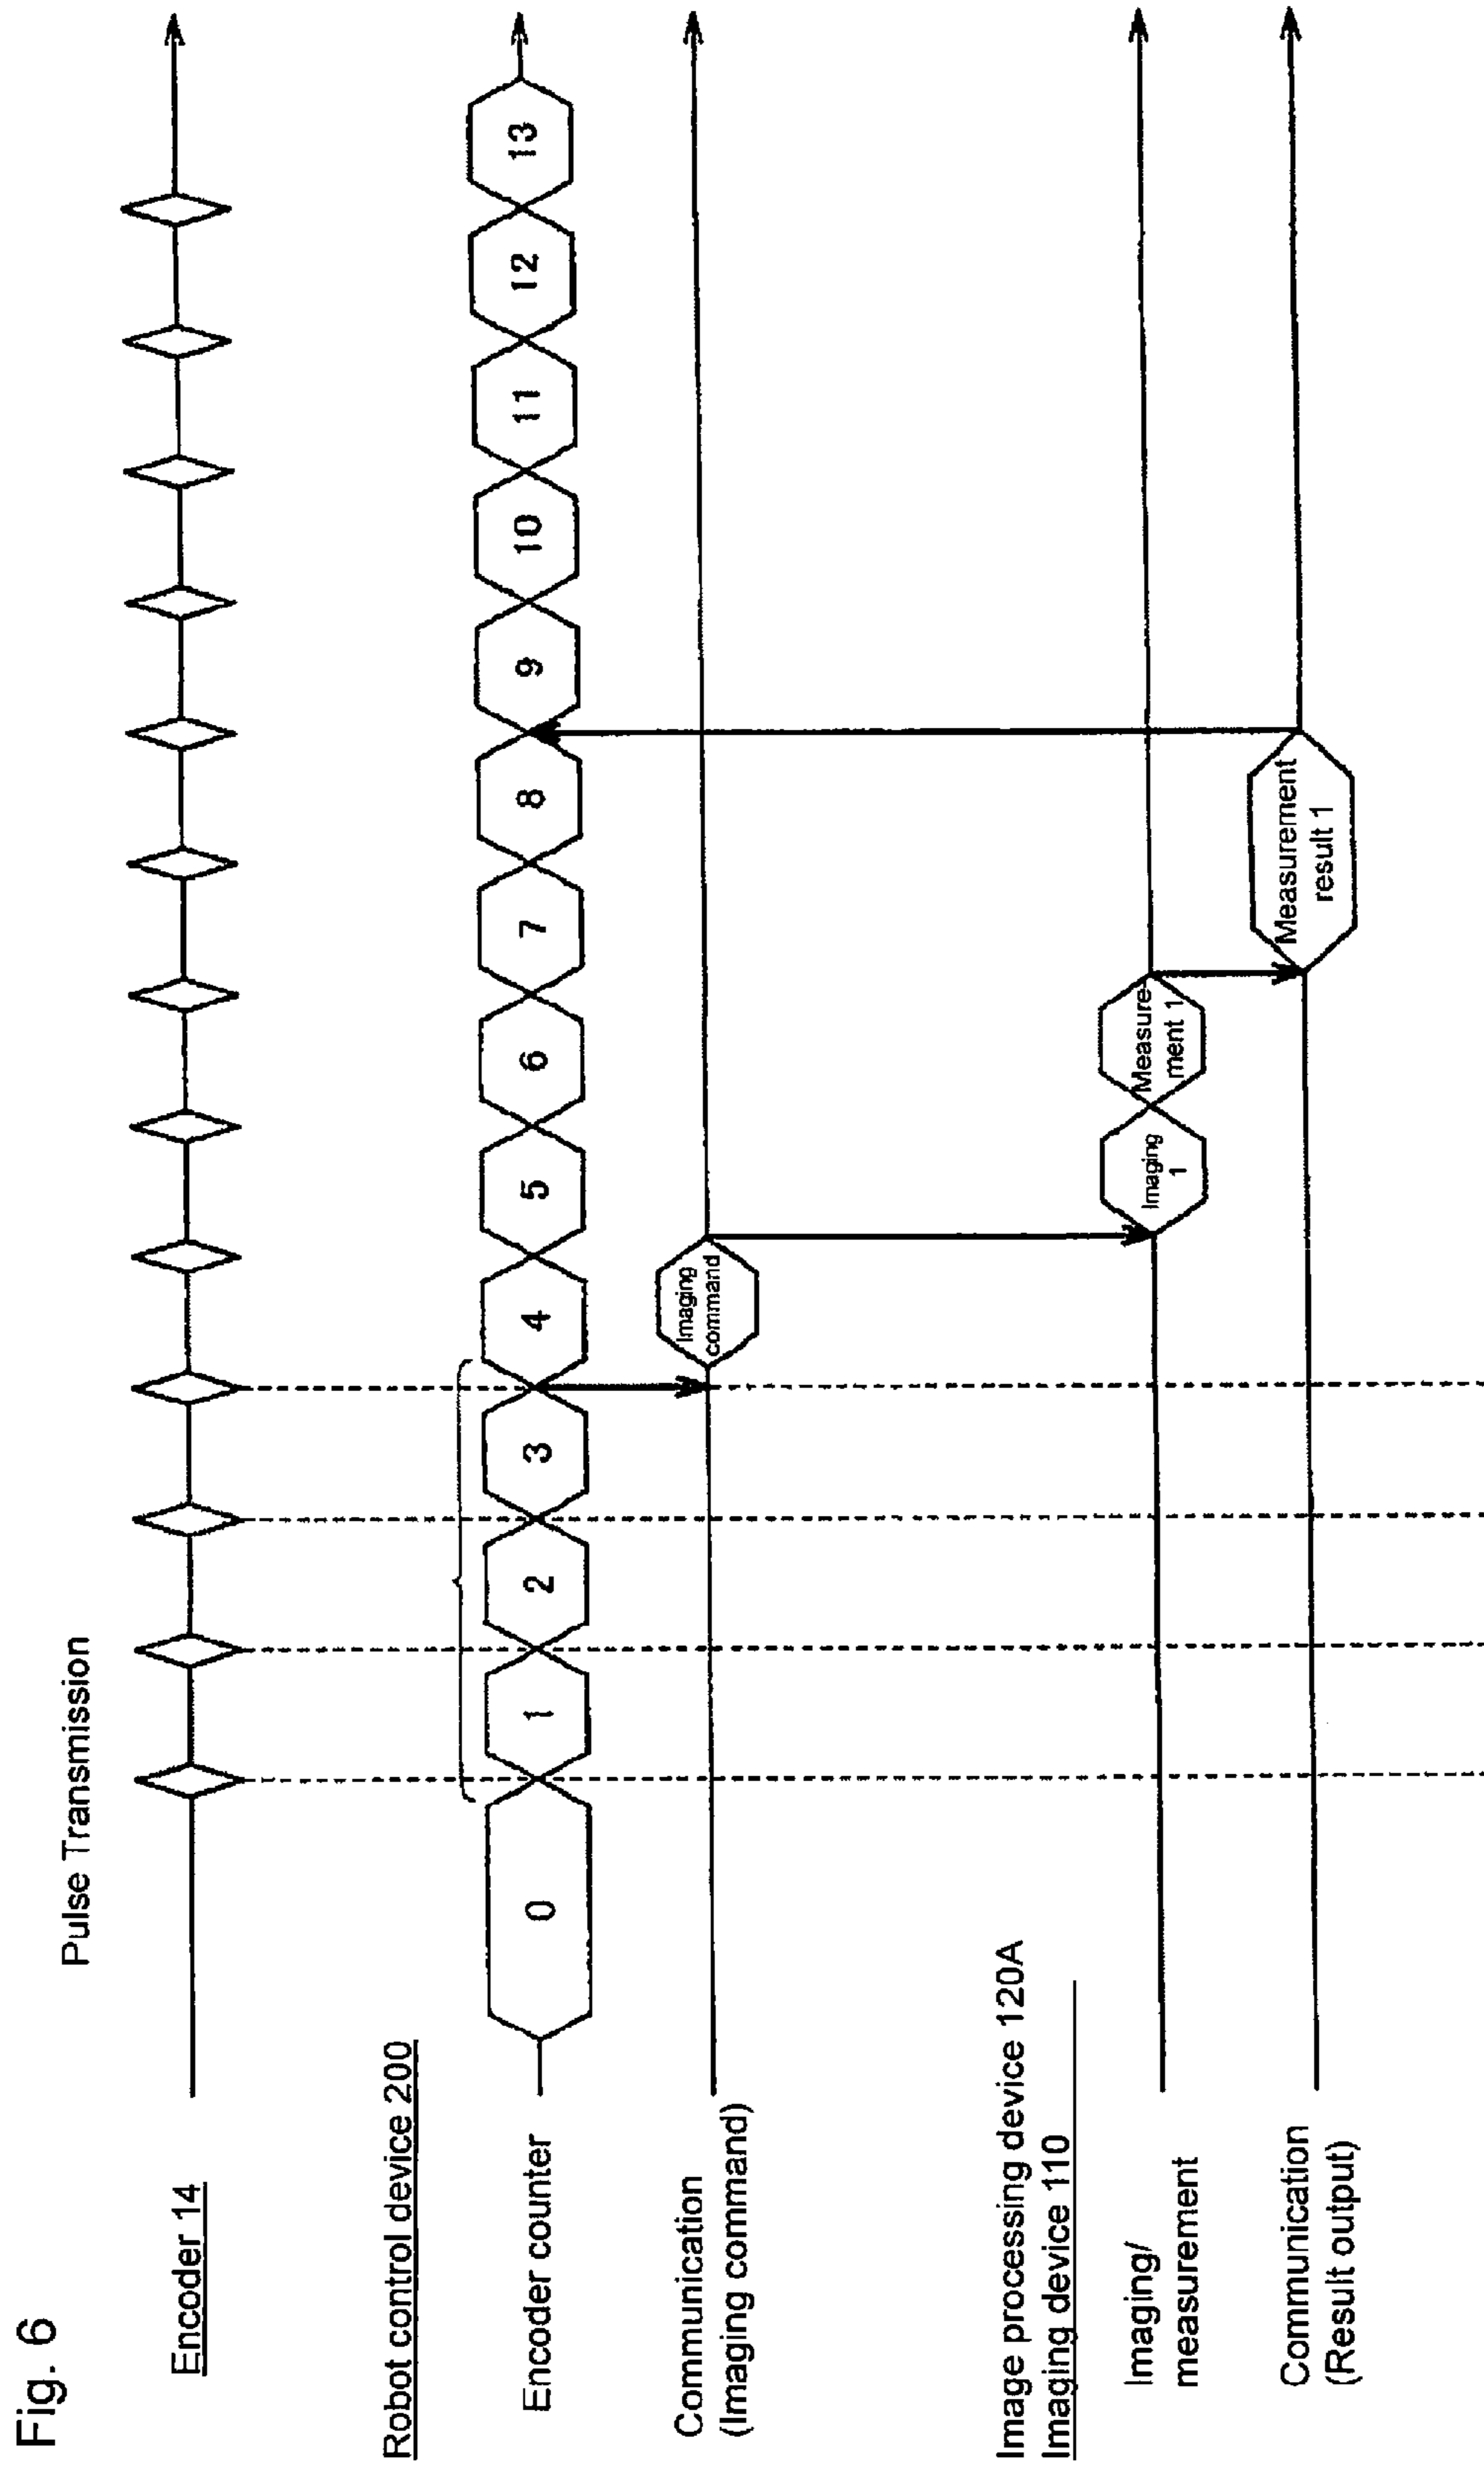 Fig. 6
Pulse Transmission
Encoder 14
Robot control device 200
Encoder counter
0 1 2 3 4 5 6 7 8 9 10 11 12 13
Communication
(Imaging command)
Imaging
command
Image processing device 120A
Imaging device 110
Imaging/
measurement
Imaging
1
Measure-
ment 1
Communication
(Result output)
Measurement
result 1